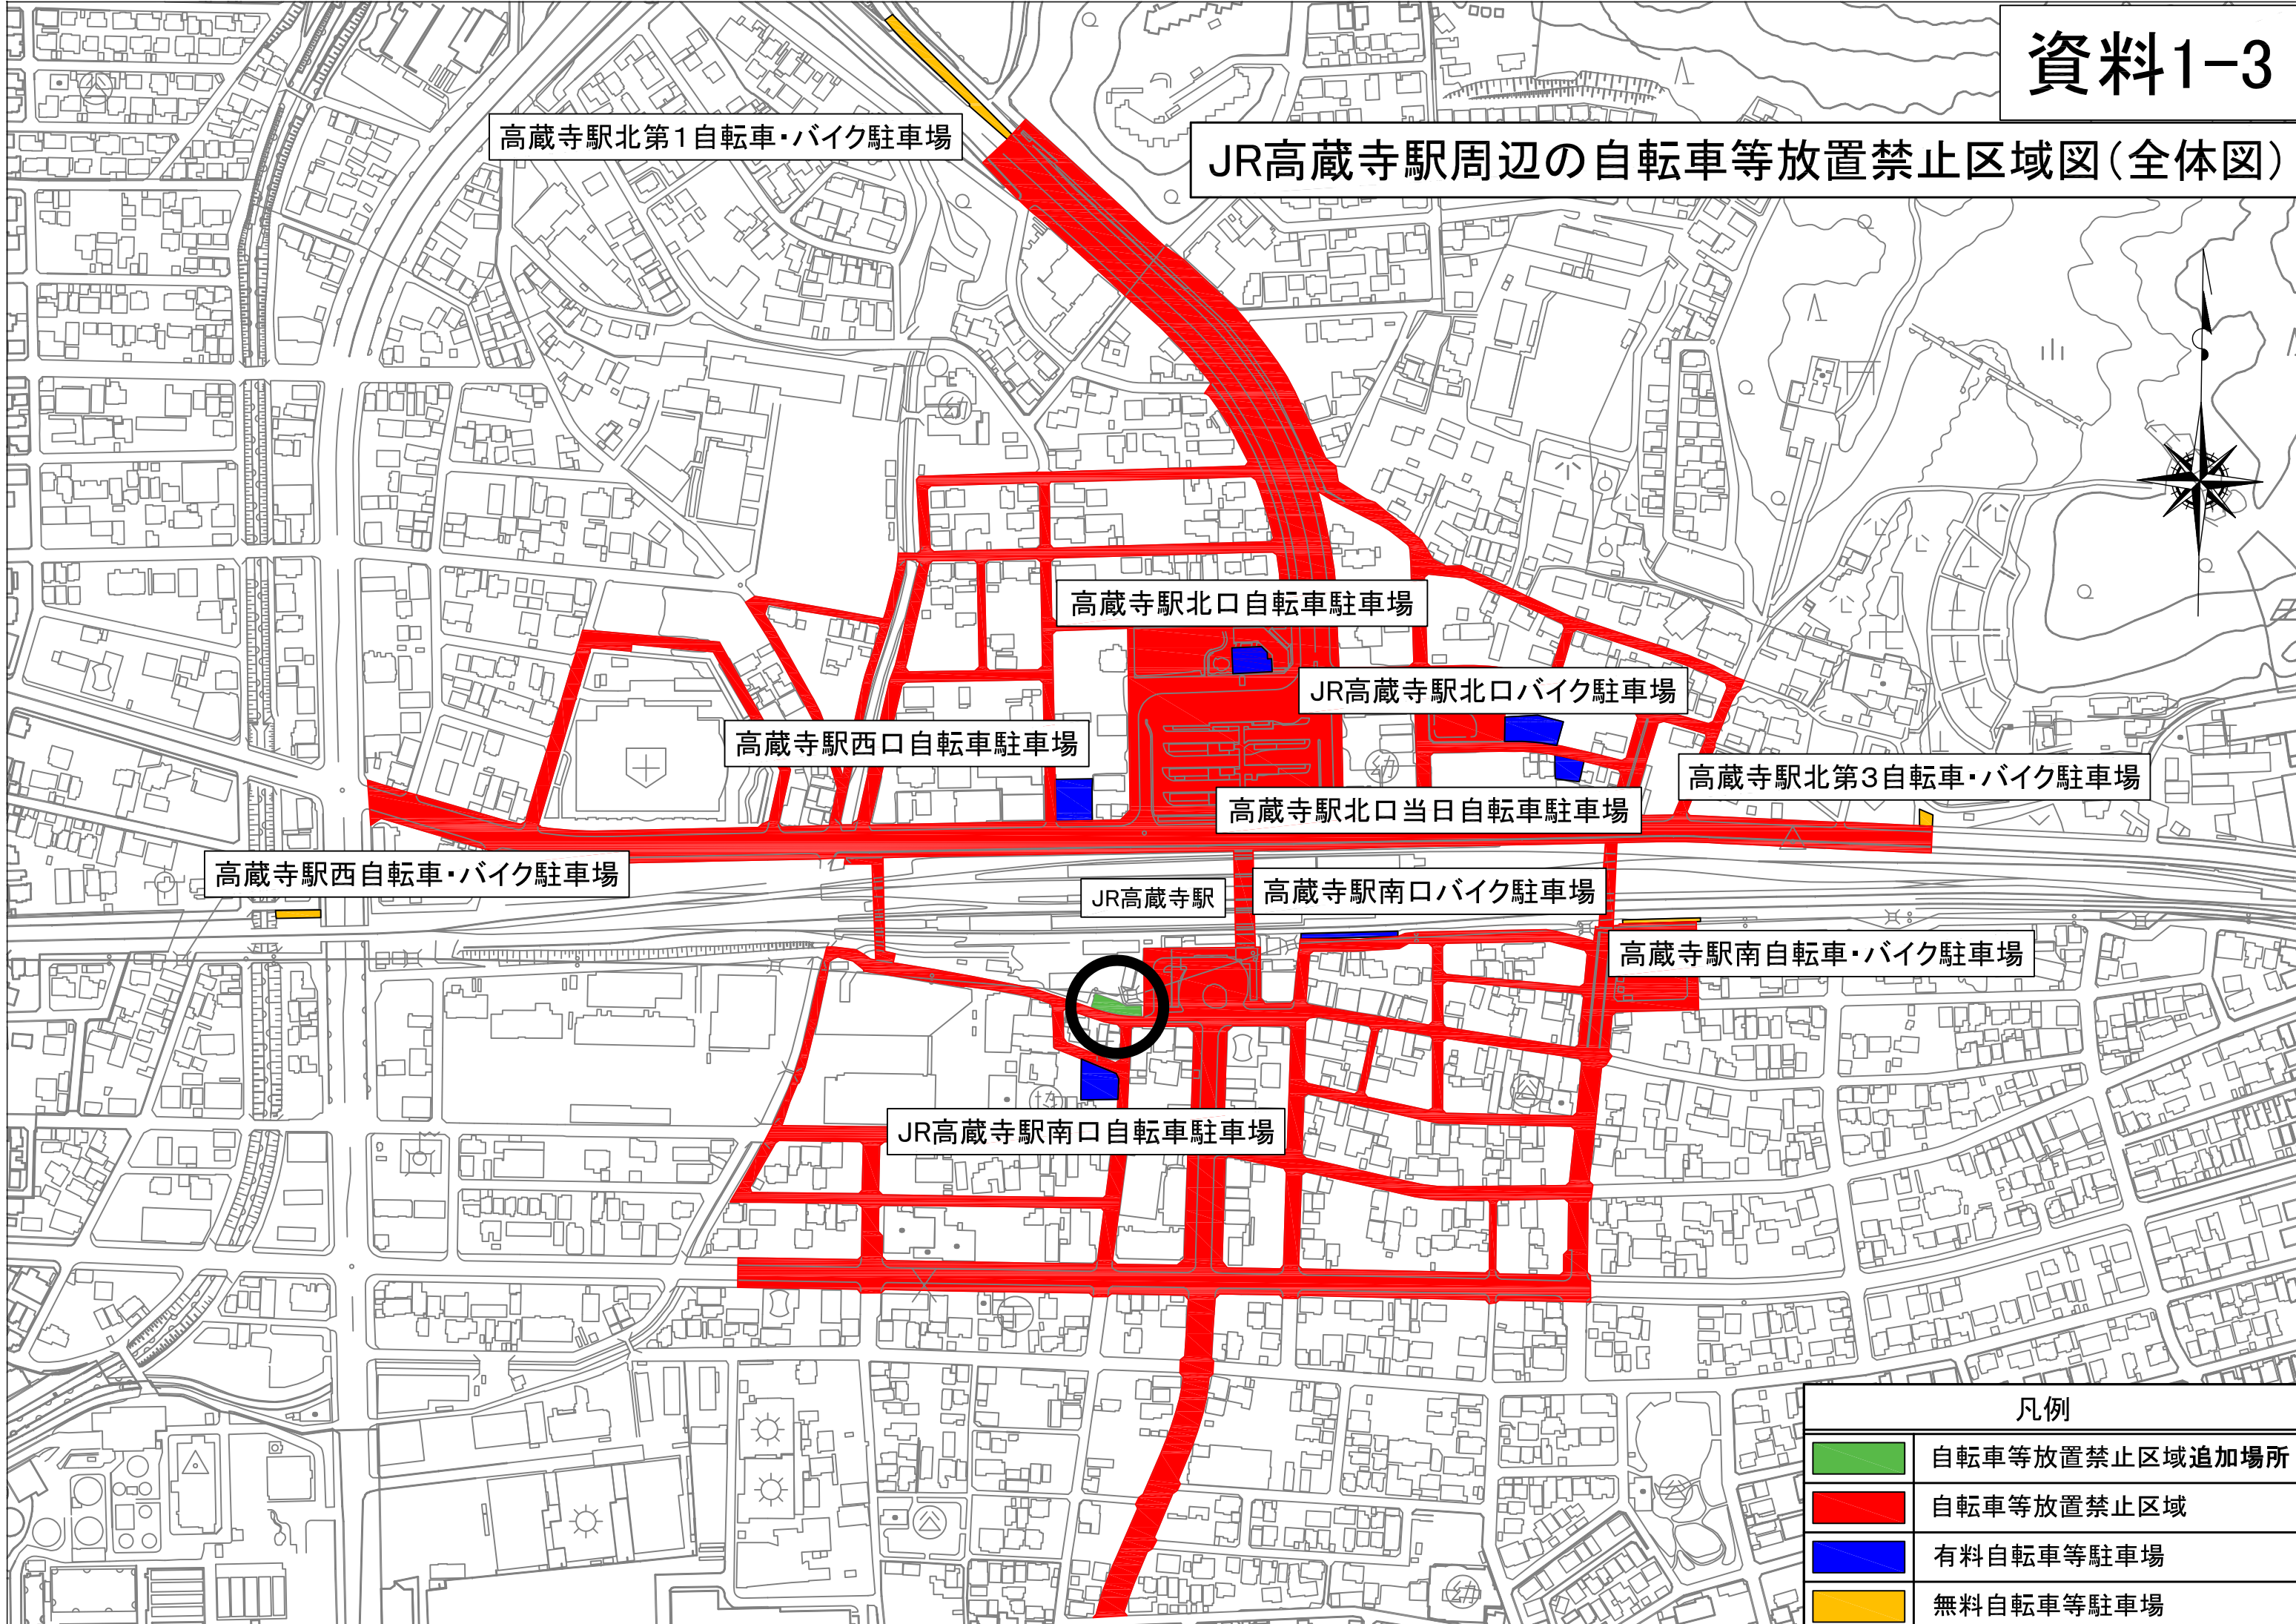 資料1-3
JR高蔵寺駅周辺の自転車等放置禁止区域図(全体図)
高蔵寺駅北第1自転車・バイク駐車場
高蔵寺駅北口自転車駐車場
JR高蔵寺駅北口バイク駐車場
高蔵寺駅西口自転車駐車場
高蔵寺駅北第3自転車・バイク駐車場
高蔵寺駅北口当日自転車駐車場
高蔵寺駅西自転車・バイク駐車場
JR高蔵寺駅
高蔵寺駅南口バイク駐車場
高蔵寺駅南自転車・バイク駐車場
JR高蔵寺駅南口自転車駐車場
幼
幼
協
幼
凡例
自転車等放置禁止区域追加場所
自転車等放置禁止区域
有料自転車等駐車場
無料自転車等駐車場